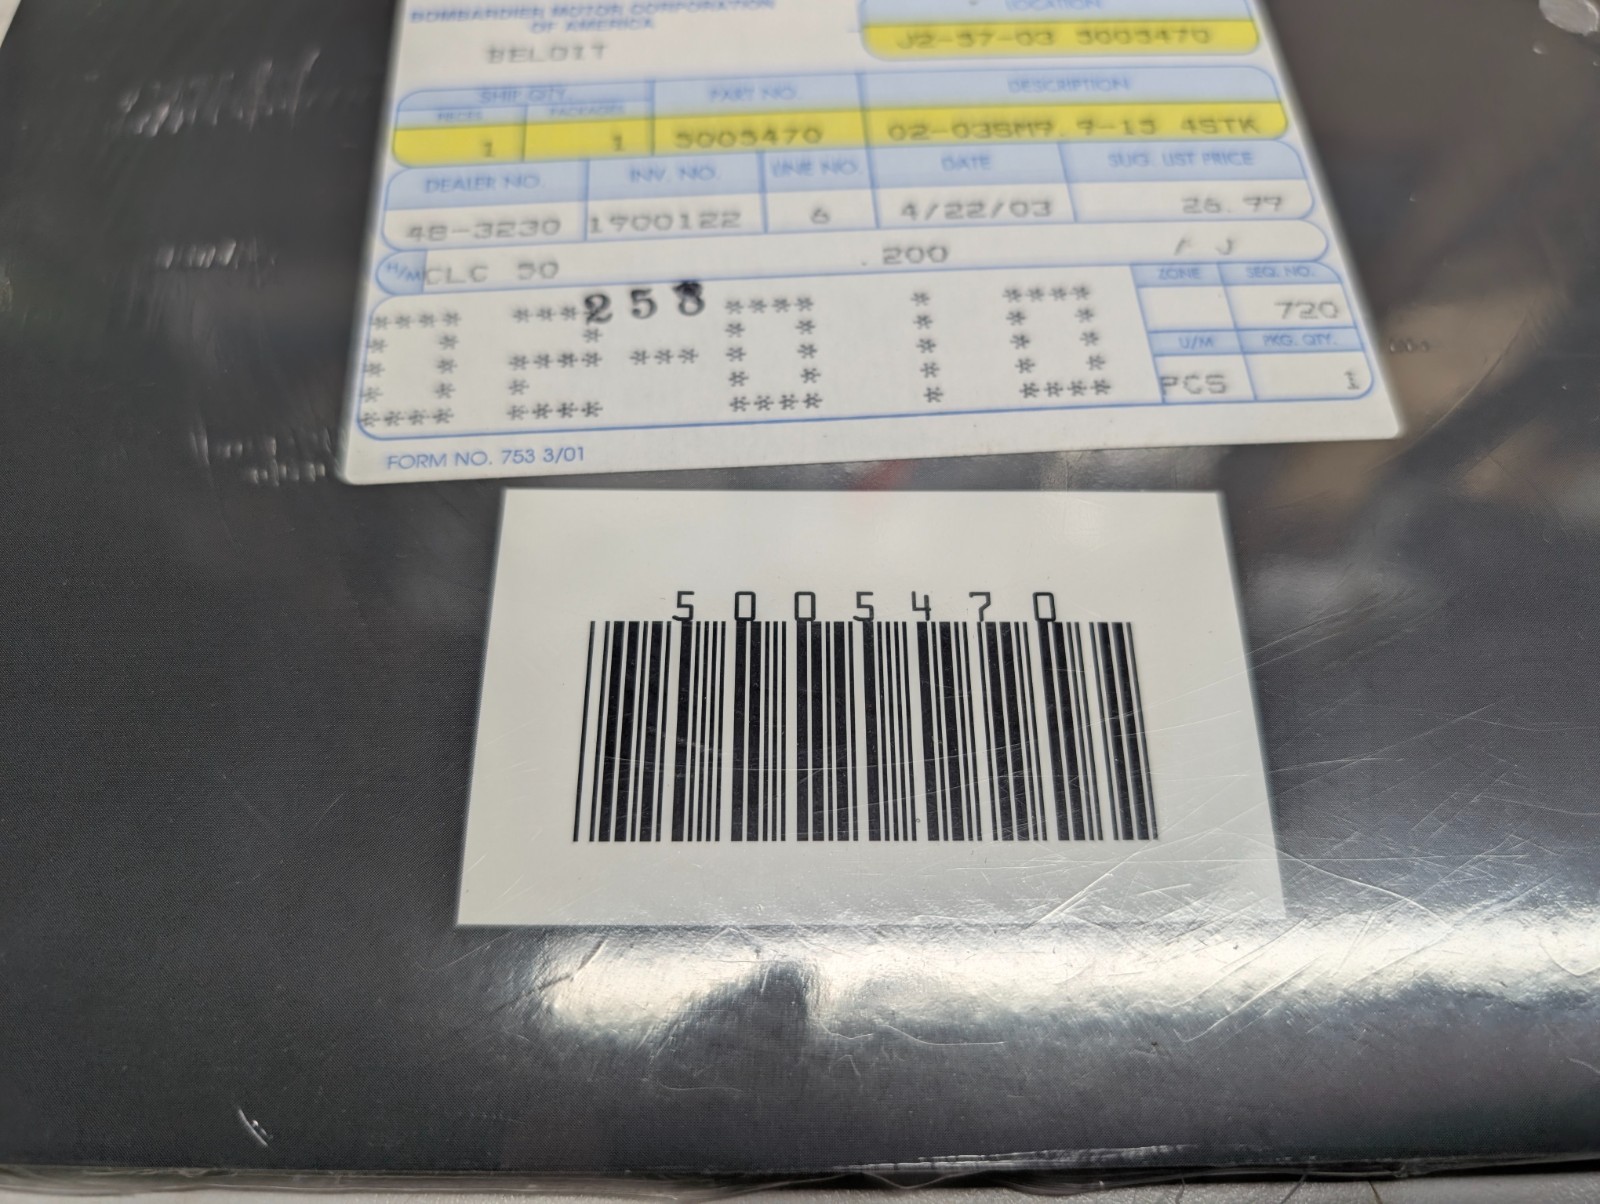 BOMBARDIER MOTOR CORPORATION
OF AMERICA
LOCATION
BELOIT
J2-37-03 5005470
SHIP QTY.
PART NO.
DESCRIPTION
PIECES
PACKAGES
1 1 5005470 02-03SM7.9-15 4STK
DEALER NO. INV. NO. LINE NO. DATE SUG. LIST PRICE
48-3230 1900122 6 4/22/03 26.99
H/M CLC 50 .200 / J
ZONE SEQ. NO.
258
720
U/M PKG. QTY.
PCS 1
FORM NO. 753 3/01
5005470